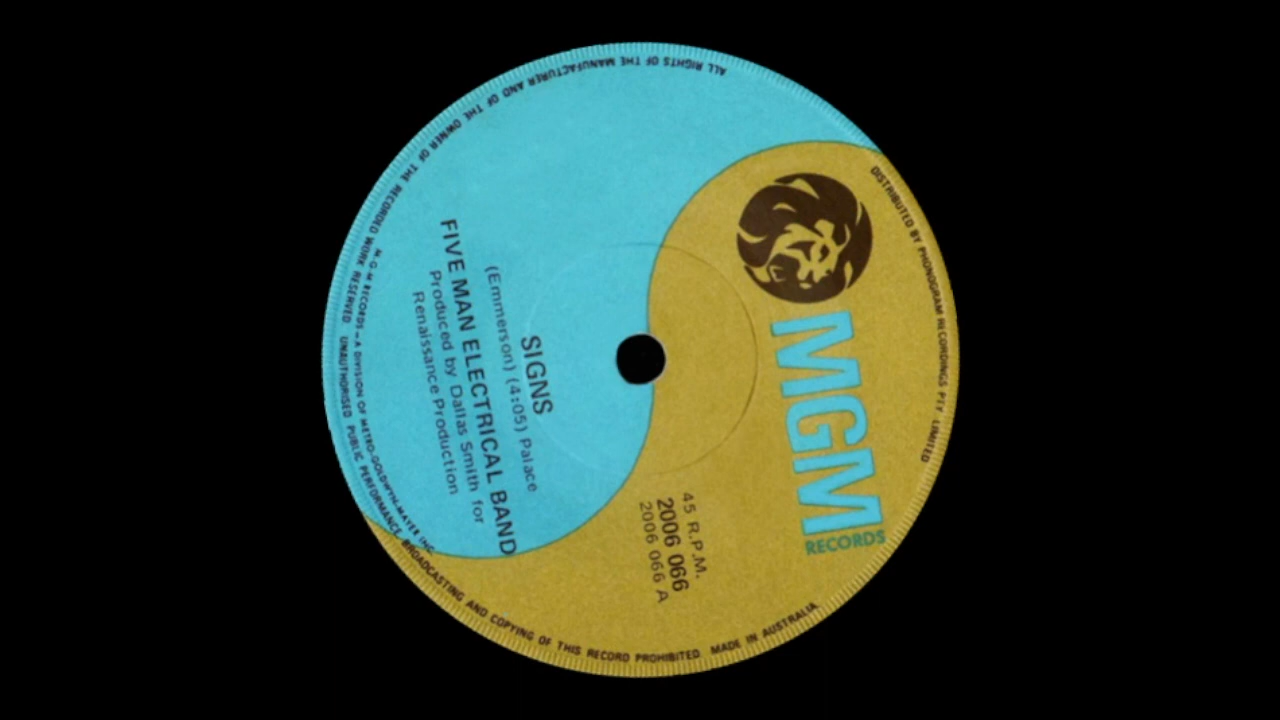 MGM
RECORDS
45 R.P.M.
2006 066
2006 066 A
SIGNS
(Emmerson) (4:05) Palace
FIVE MAN ELECTRICAL BAND
Produced by Dallas Smith for
Renaissance Production
M-G-M RECORDS—A DIVISION OF METRO-GOLDWYN-MAYER INC.
ALL RIGHTS OF THE MANUFACTURER AND OF THE OWNER OF THE RECORDED WORK RESERVED UNAUTHORISED PUBLIC PERFORMANCE, BROADCASTING AND COPYING OF THIS RECORD PROHIBITED MADE IN AUSTRALIA
DISTRIBUTED BY PHONOGRAM RECORDINGS PTY. LIMITED